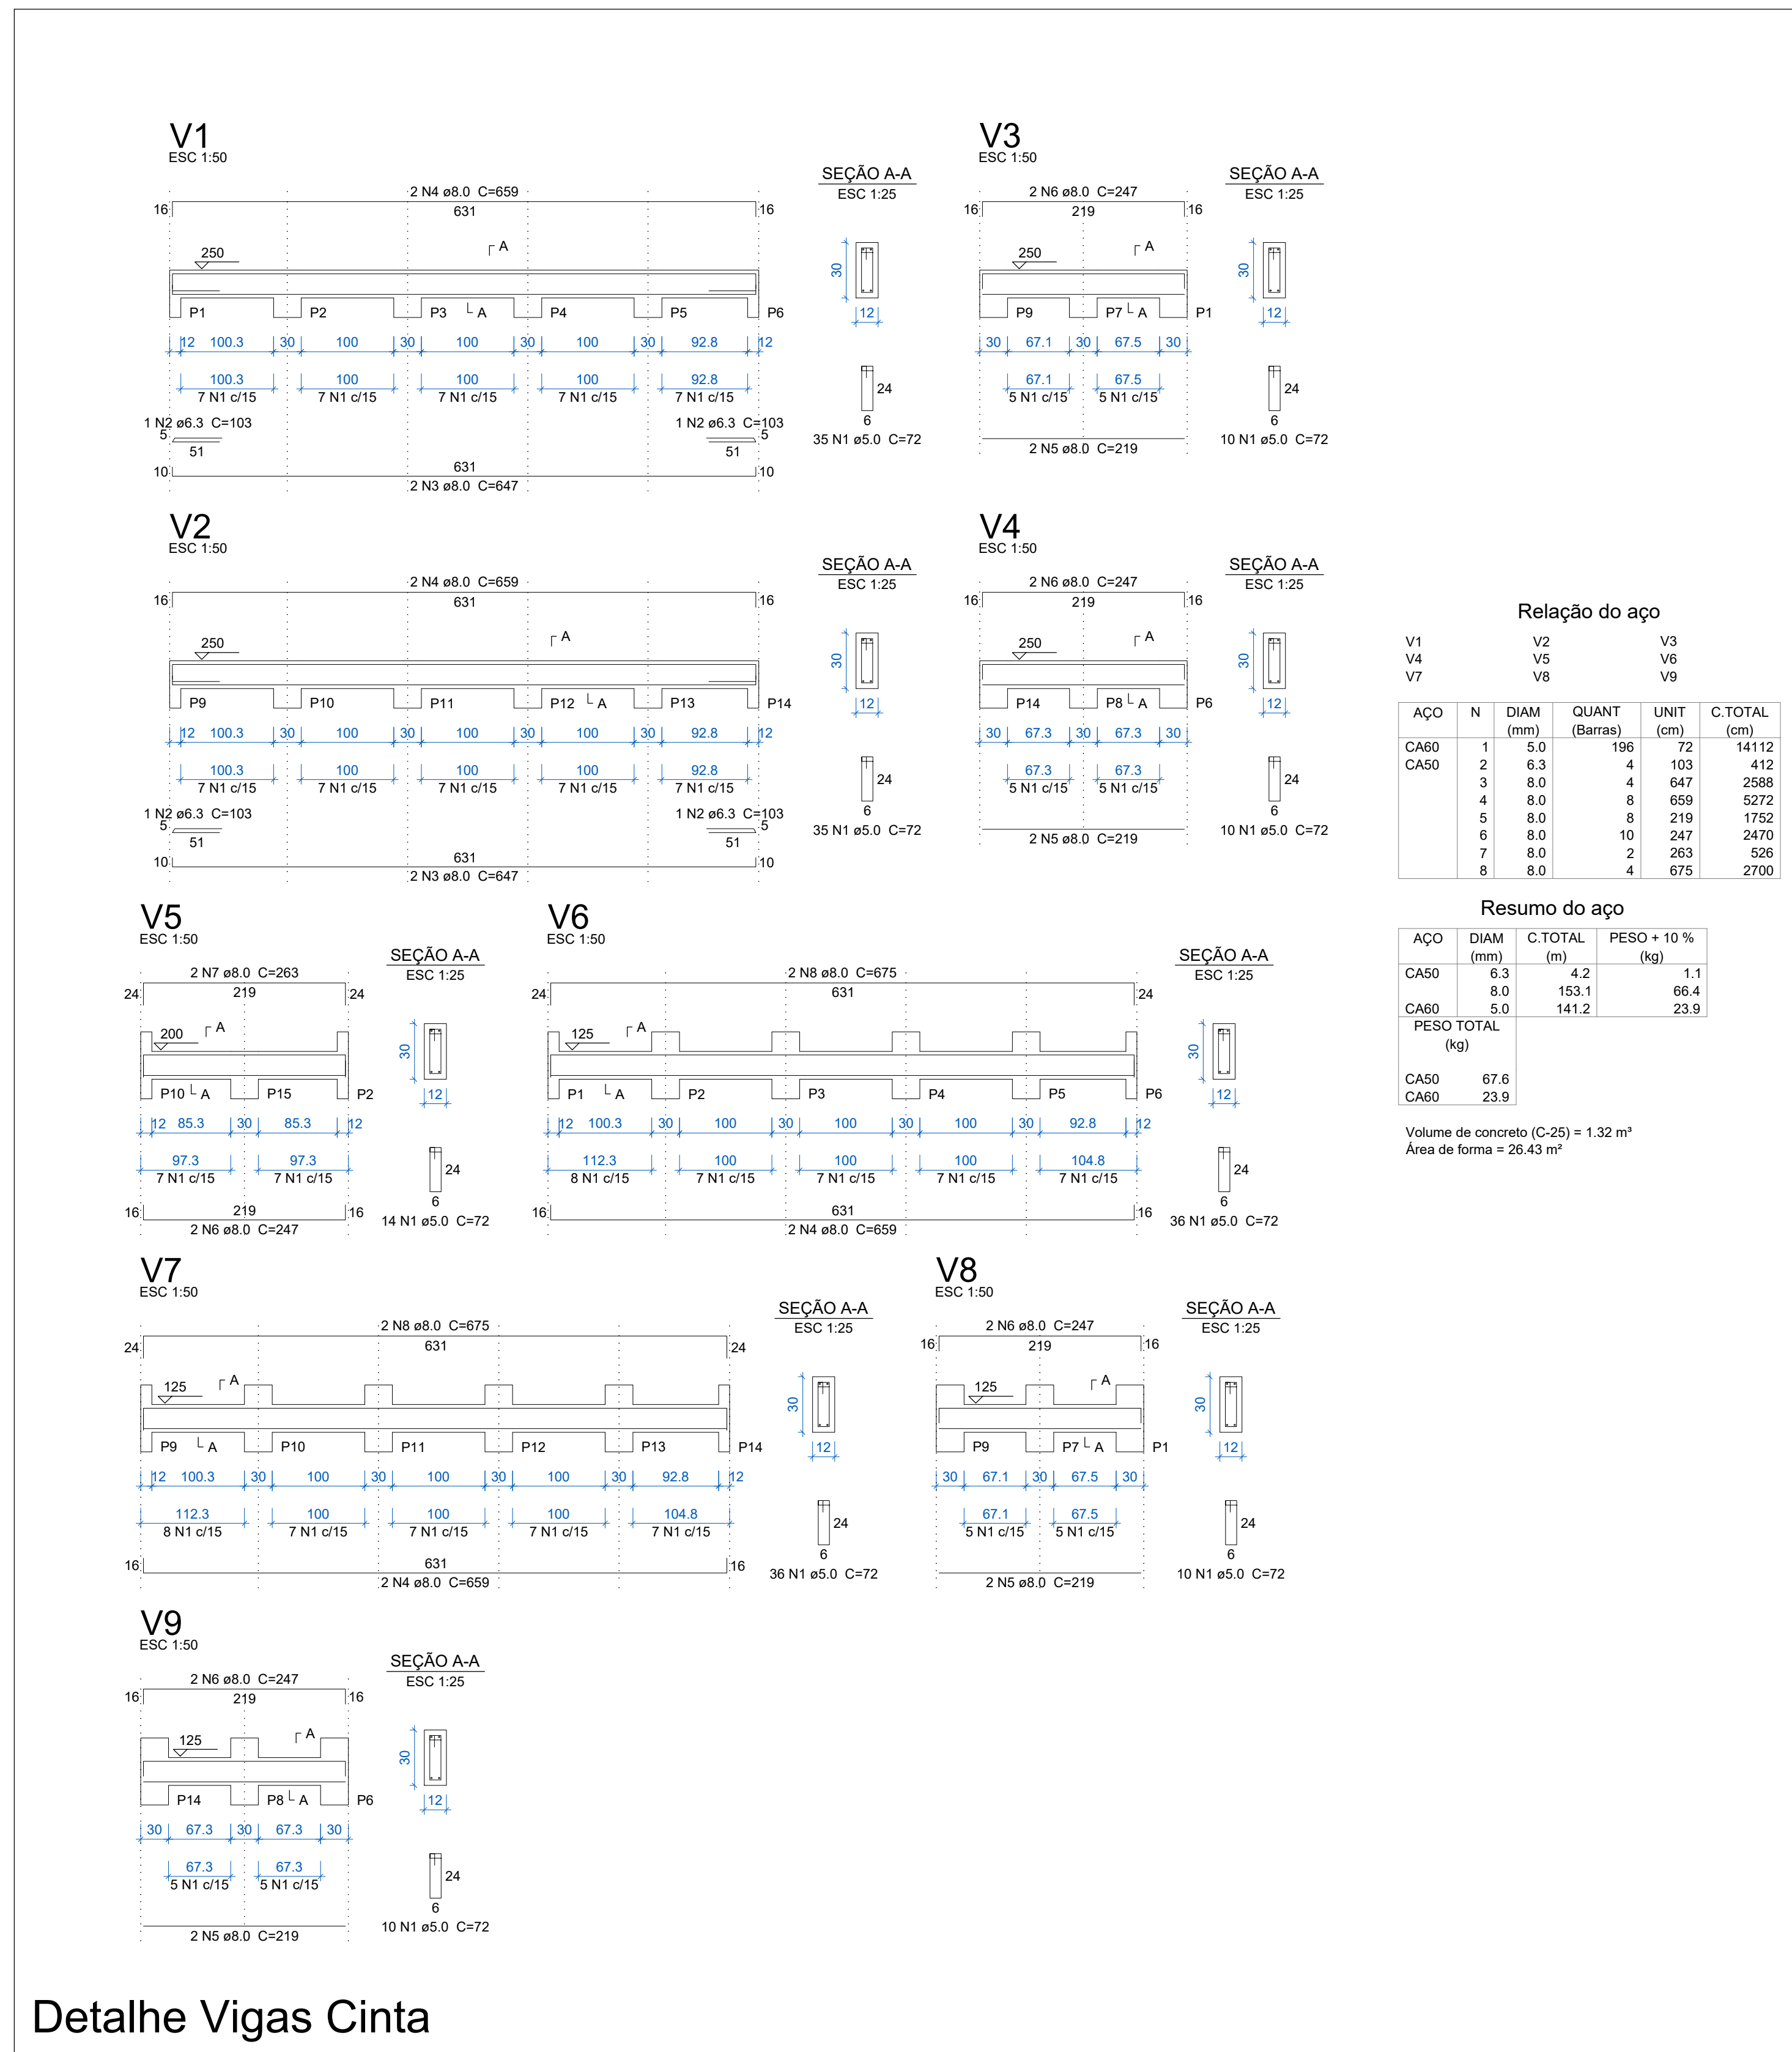 V1
ESC 1:50
2 N4 ø8.0 C=659
16 631 16
250
A
P1 P2 P3 A P4 P5 P6
12 100.3 30 100 30 100 30 100 30 92.8 12
100.3 100 100 100 92.8
7 N1 c/15 7 N1 c/15 7 N1 c/15 7 N1 c/15 7 N1 c/15
1 N2 ø6.3 C=103 1 N2 ø6.3 C=103
5 5
51 51
10 631 10
2 N3 ø8.0 C=647
SEÇÃO A-A
ESC 1:25
30
12
24
6
35 N1 ø5.0 C=72
V3
ESC 1:50
2 N6 ø8.0 C=247
16 219 16
250
A
P9 P7 A P1
30 67.1 30 67.5 30
67.1 67.5
5 N1 c/15 5 N1 c/15
2 N5 ø8.0 C=219
SEÇÃO A-A
ESC 1:25
30
12
24
6
10 N1 ø5.0 C=72
V2
ESC 1:50
2 N4 ø8.0 C=659
16 631 16
250
A
P9 P10 P11 P12 A P13 P14
12 100.3 30 100 30 100 30 100 30 92.8 12
100.3 100 100 100 92.8
7 N1 c/15 7 N1 c/15 7 N1 c/15 7 N1 c/15 7 N1 c/15
1 N2 ø6.3 C=103 1 N2 ø6.3 C=103
5 5
51 51
10 631 10
2 N3 ø8.0 C=647
SEÇÃO A-A
ESC 1:25
30
12
24
6
35 N1 ø5.0 C=72
V4
ESC 1:50
2 N6 ø8.0 C=247
16 219 16
250
A
P14 P8 A P6
30 67.3 30 67.3 30
67.3 67.3
5 N1 c/15 5 N1 c/15
2 N5 ø8.0 C=219
SEÇÃO A-A
ESC 1:25
30
12
24
6
10 N1 ø5.0 C=72
V5
ESC 1:50
2 N7 ø8.0 C=263
24 219 24
200
A
P10 A P15 P2
12 85.3 30 85.3 12
97.3 97.3
7 N1 c/15 7 N1 c/15
16 219 16
2 N6 ø8.0 C=247
SEÇÃO A-A
ESC 1:25
30
12
24
6
14 N1 ø5.0 C=72
V6
ESC 1:50
2 N8 ø8.0 C=675
24 631 24
125
A
P1 A P2 P3 P4 P5 P6
12 100.3 30 100 30 100 30 100 30 92.8 12
112.3 100 100 100 104.8
8 N1 c/15 7 N1 c/15 7 N1 c/15 7 N1 c/15 7 N1 c/15
16 631 16
2 N4 ø8.0 C=659
SEÇÃO A-A
ESC 1:25
30
12
24
6
36 N1 ø5.0 C=72
V7
ESC 1:50
2 N8 ø8.0 C=675
24 631 24
125
A
P9 A P10 P11 P12 P13 P14
12 100.3 30 100 30 100 30 100 30 92.8 12
112.3 100 100 100 104.8
8 N1 c/15 7 N1 c/15 7 N1 c/15 7 N1 c/15 7 N1 c/15
16 631 16
2 N4 ø8.0 C=659
SEÇÃO A-A
ESC 1:25
30
12
24
6
36 N1 ø5.0 C=72
V8
ESC 1:50
2 N6 ø8.0 C=247
16 219 16
125
A
P9 P7 A P1
30 67.1 30 67.5 30
67.1 67.5
5 N1 c/15 5 N1 c/15
2 N5 ø8.0 C=219
SEÇÃO A-A
ESC 1:25
30
12
24
6
10 N1 ø5.0 C=72
V9
ESC 1:50
2 N6 ø8.0 C=247
16 219 16
125
A
P14 P8 A P6
30 67.3 30 67.3 30
67.3 67.3
5 N1 c/15 5 N1 c/15
2 N5 ø8.0 C=219
SEÇÃO A-A
ESC 1:25
30
12
24
6
10 N1 ø5.0 C=72
Relação do aço
V1 V2 V3
V4 V5 V6
V7 V8 V9
AÇO N DIAM QUANT UNIT C.TOTAL
(mm) (Barras) (cm) (cm)
CA60 1 5.0 196 72 14112
CA50 2 6.3 4 103 412
3 8.0 4 647 2588
4 8.0 8 659 5272
5 8.0 8 219 1752
6 8.0 10 247 2470
7 8.0 2 263 526
8 8.0 4 675 2700
Resumo do aço
AÇO DIAM C.TOTAL PESO + 10 %
(mm) (m) (kg)
CA50 6.3 4.2 1.1
8.0 153.1 66.4
CA60 5.0 141.2 23.9
PESO TOTAL
(kg)
CA50 67.6
CA60 23.9
Volume de concreto (C-25) = 1.32 m³
Área de forma = 26.43 m²
Detalhe Vigas Cinta